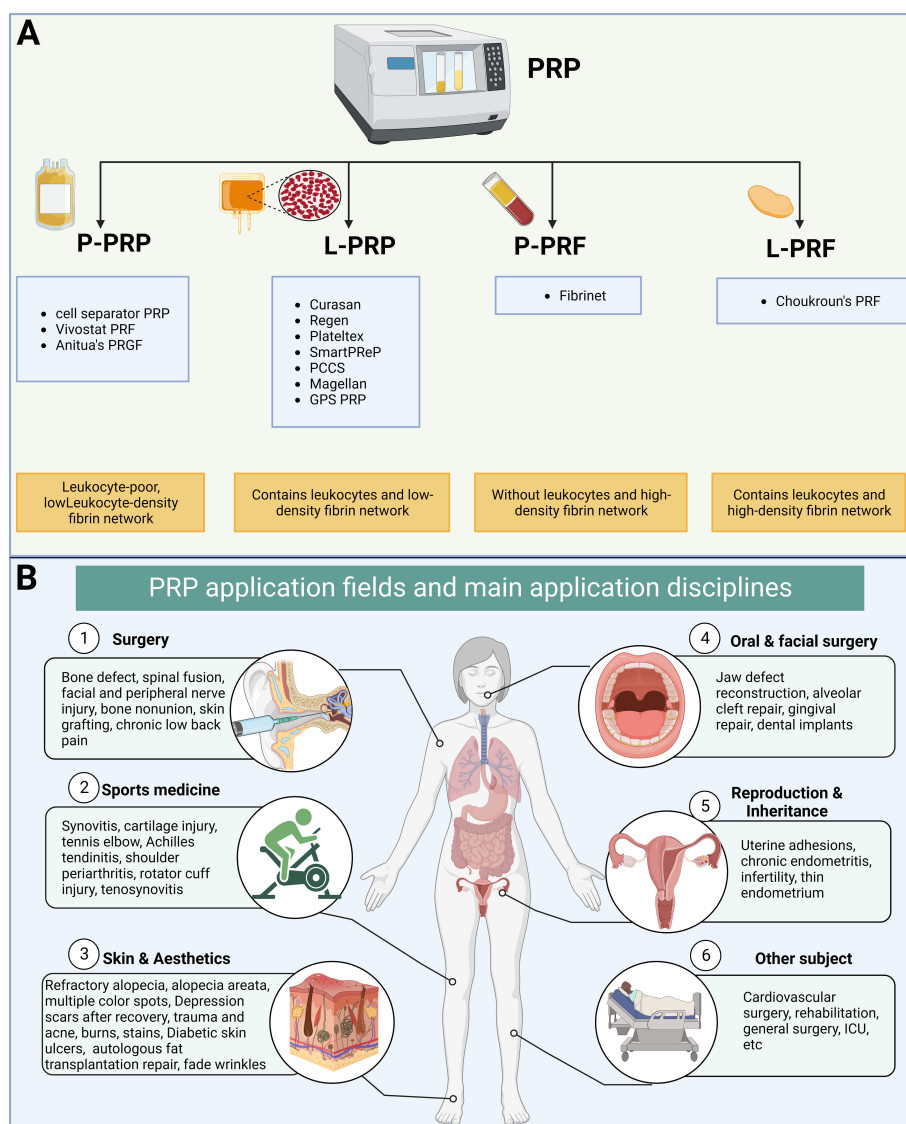 A
PRP
P-PRP
L-PRP
P-PRF
L-PRF
• cell separator PRP
• Vivostat PRF
• Anitua's PRGF
• Curasan
• Regen
• Plateltex
• SmartPReP
• PCCS
• Magellan
• GPS PRP
• Fibrinet
• Choukroun's PRF
Leukocyte-poor,
lowLeukocyte-density
fibrin network
Contains leukocytes and low-
density fibrin network
Without leukocytes and high-
density fibrin network
Contains leukocytes and
high-density fibrin network
B
PRP application fields and main application disciplines
1 Surgery
Bone defect, spinal fusion,
facial and peripheral nerve
injury, bone nonunion, skin
grafting, chronic low back
pain
2 Sports medicine
Synovitis, cartilage injury,
tennis elbow, Achilles
tendinitis, shoulder
periarthritis, rotator cuff
injury, tenosynovitis
3 Skin & Aesthetics
Refractory alopecia, alopecia areata,
multiple color spots, Depression
scars after recovery, trauma and
acne, burns, stains, Diabetic skin
ulcers, autologous fat
transplantation repair, fade wrinkles
4 Oral & facial surgery
Jaw defect
reconstruction, alveolar
cleft repair, gingival
repair, dental implants
5 Reproduction &
Inheritance
Uterine adhesions,
chronic endometritis,
infertility, thin
endometrium
6 Other subject
Cardiovascular
surgery, rehabilitation,
general surgery, ICU,
etc